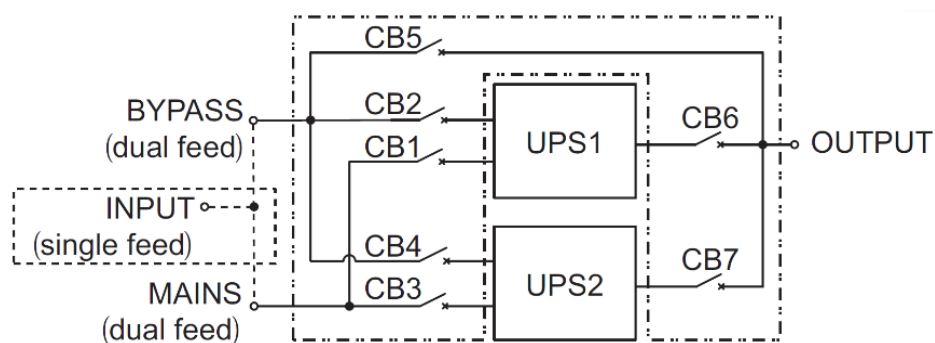 CB5
BYPASS
(dual feed)
CB2
CB1
UPS1
CB6
OUTPUT
INPUT
(single feed)
CB4
CB3
UPS2
CB7
MAINS
(dual feed)